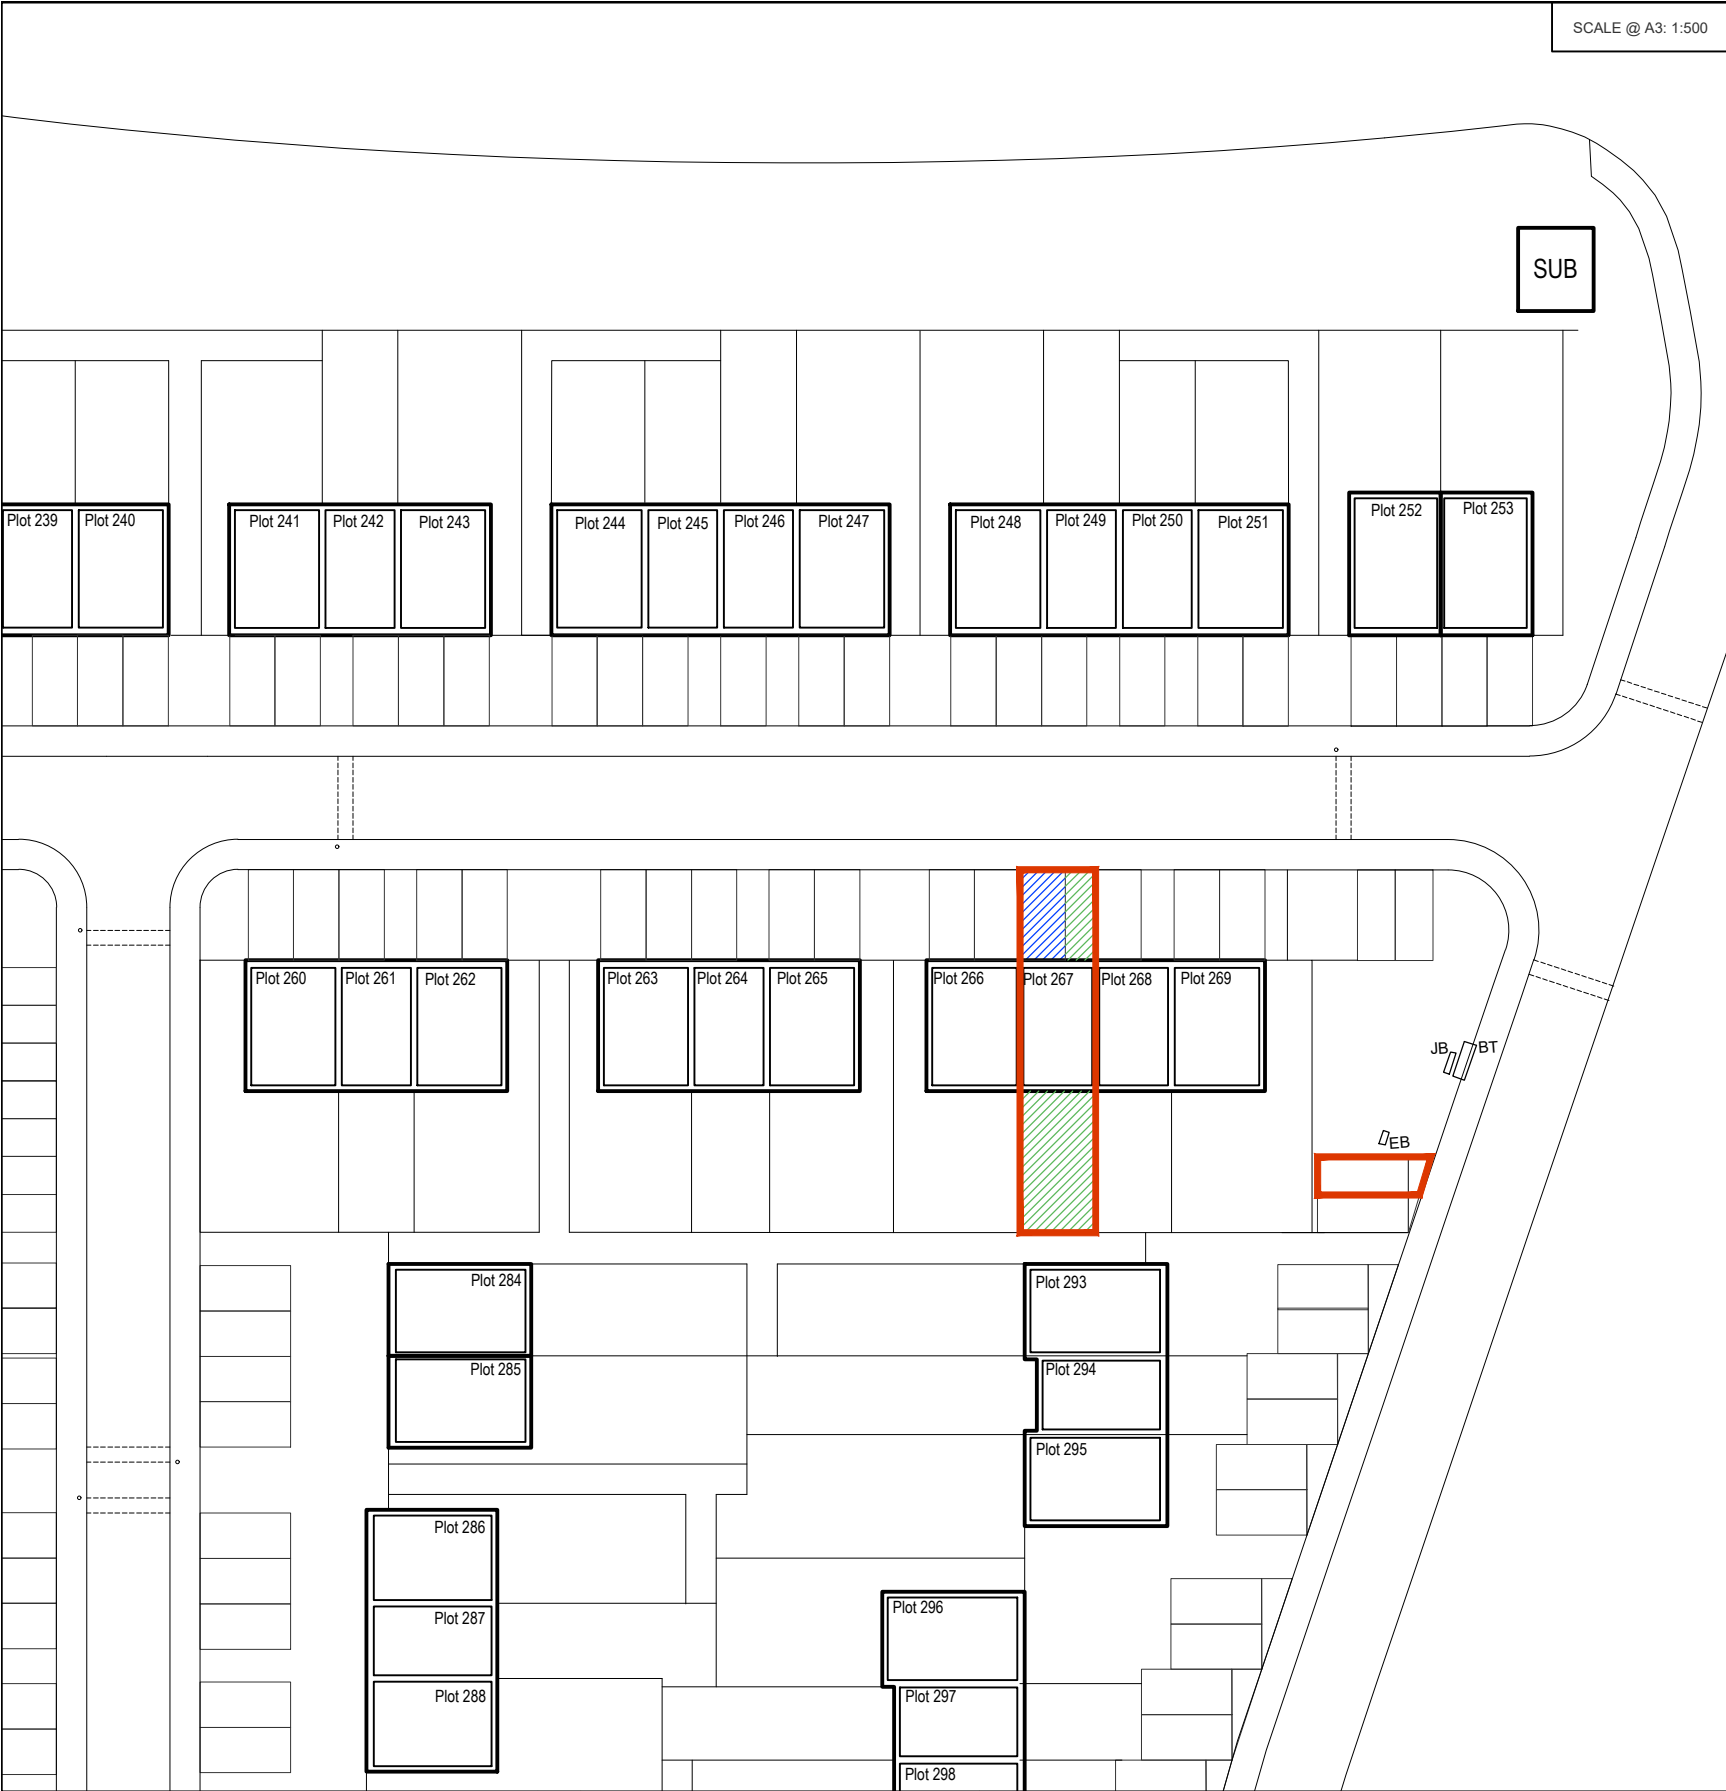 SCALE @ A3: 1:500
SUB
Plot 239
Plot 240
Plot 241
Plot 242
Plot 243
Plot 244
Plot 245
Plot 246
Plot 247
Plot 248
Plot 249
Plot 250
Plot 251
Plot 252
Plot 253
Plot 260
Plot 261
Plot 262
Plot 263
Plot 264
Plot 265
Plot 266
Plot 267
Plot 268
Plot 269
JB
BT
EB
Plot 284
Plot 293
Plot 285
Plot 294
Plot 295
Plot 286
Plot 296
Plot 287
Plot 288
Plot 297
Plot 298